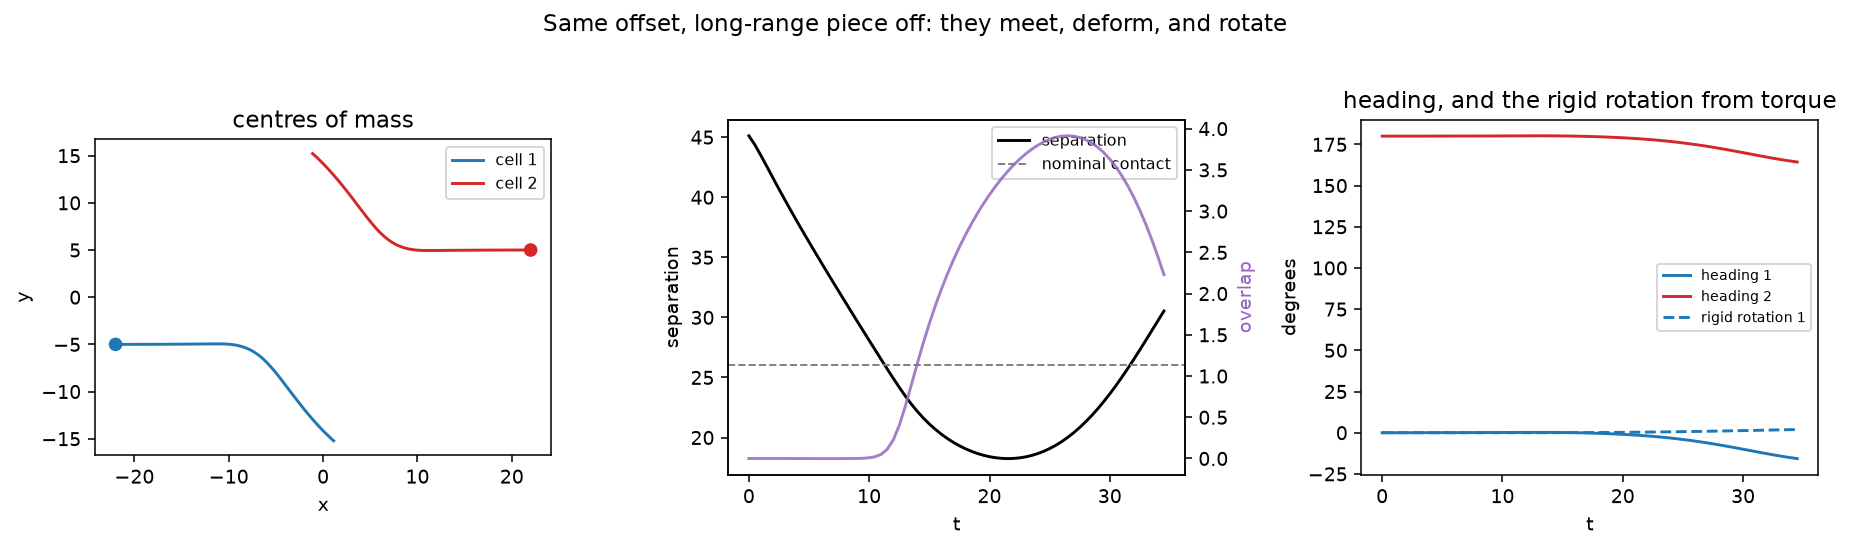 Same offset, long-range piece off: they meet, deform, and rotate
centres of mass
15
10
5
0
−5
−10
−15
y
−20
−10
0
10
20
x
cell 1
cell 2
45
40
35
30
25
20
separation
0
10
20
30
t
separation
nominal contact
4.0
3.5
3.0
2.5
2.0
1.5
1.0
0.5
0.0
overlap
heading, and the rigid rotation from torque
175
150
125
100
75
50
25
0
−25
degrees
0
10
20
30
t
heading 1
heading 2
rigid rotation 1